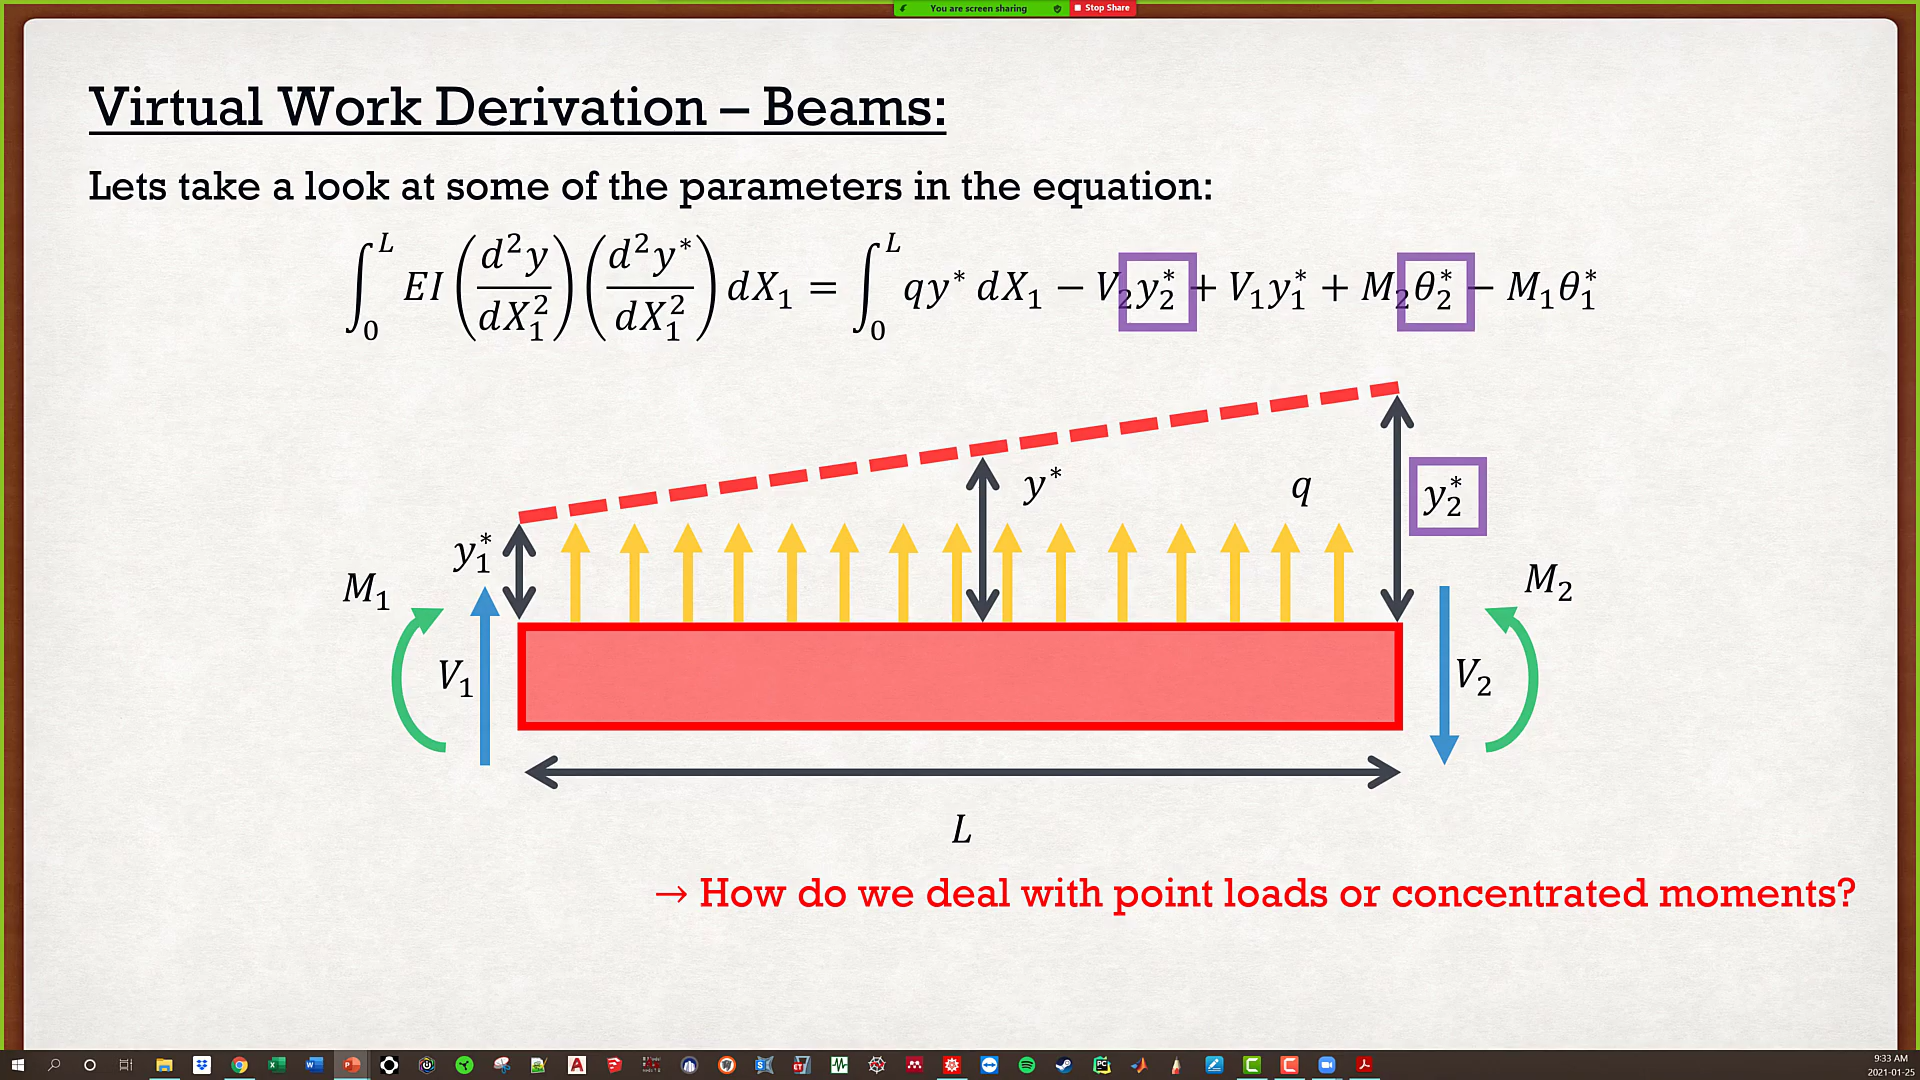 You are screen sharing Stop Share
Virtual Work Derivation – Beams:
Lets take a look at some of the parameters in the equation:
∫₀ᴸ EI (d²y/dX₁²) (d²y*/dX₁²) dX₁ = ∫₀ᴸ qy* dX₁ − V₂y₂* + V₁y₁* + M₂θ₂* − M₁θ₁*
y*
q
y₂*
y₁*
M₁
M₂
V₁
V₂
L
→ How do we deal with point loads or concentrated moments?
9:33 AM
2021-01-25